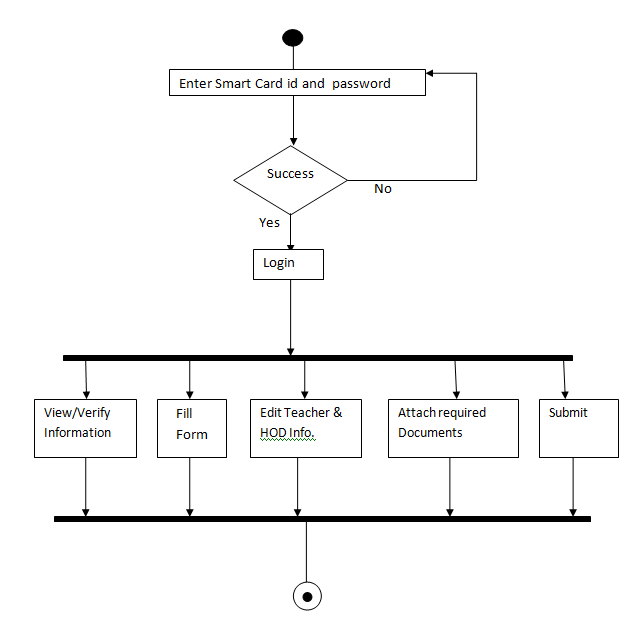 Enter Smart Card id and password
Success
No
Yes
Login
View/Verify
Information
Fill
Form
Edit Teacher &
HOD Info.
Attach required
Documents
Submit